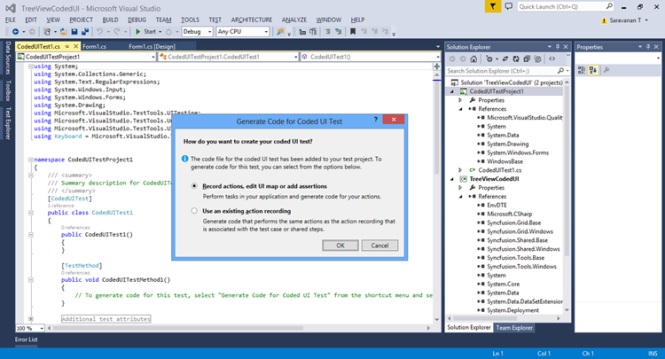 TreeViewCodedUI - Microsoft Visual Studio
Quick Launch (Ctrl+Q)
FILE EDIT VIEW PROJECT BUILD DEBUG TEAM TOOLS TEST ARCHITECTURE ANALYZE WINDOW HELP
Saravanan T
Start Debug Any CPU
Data Sources
Toolbox
Test Explorer
CodedUITest1.cs Form1.cs Form1.cs [Design]
CodedUITestProject1 CodedUITestProject1.CodedUITest1 CodedUITest1()
using System;
using System.Collections.Generic;
using System.Text.RegularExpressions;
using System.Windows.Input;
using System.Windows.Forms;
using System.Drawing;
using Microsoft.VisualStudio.TestTools.UITesting;
using Microsoft.VisualStudio.TestTools.U
using Microsoft.VisualStudio.TestTools.U
using Keyboard = Microsoft.VisualStudio.
namespace CodedUITestProject1
{
/// <summary>
/// Summary description for CodedUITe
/// </summary>
[CodedUITest]
1 reference
public class CodedUITest1
{
0 references
public CodedUITest1()
{
}
[TestMethod]
0 references
public void CodedUITestMethod1()
{
// To generate code for this test, select "Generate Code for Coded UI Test" from the shortcut menu and se
}
Additional test attributes
100 %
Generate Code for Coded UI Test
How do you want to create your coded UI test?
The code file for the coded UI test has been added to your test project. To
generate code for this test, you can select from the options below.
Record actions, edit UI map or add assertions
Perform tasks in your application and generate code for your actions.
Use an existing action recording
Generate code that performs the same actions as the action recording that
is associated with the test case or shared steps.
OK Cancel
Solution Explorer
Search Solution Explorer (Ctrl+;)
Solution 'TreeViewCodedUI' (2 projects)
CodedUITestProject1
Properties
References
Microsoft.VisualStudio.Qualit
System
System.Data
System.Drawing
System.Windows.Forms
WindowsBase
CodedUITest1.cs
TreeViewCodedUI
Properties
References
EnvDTE
Microsoft.CSharp
Syncfusion.Grid.Base
Syncfusion.Grid.Windows
Syncfusion.Shared.Base
Syncfusion.Shared.Windows
Syncfusion.Tools.Base
Syncfusion.Tools.Windows
System
System.Core
System.Data
System.Data.DataSetExtension
System.Deployment
Solution Explorer Team Explorer
Properties
Error List
Ln 1 Col 1 Ch 1 INS